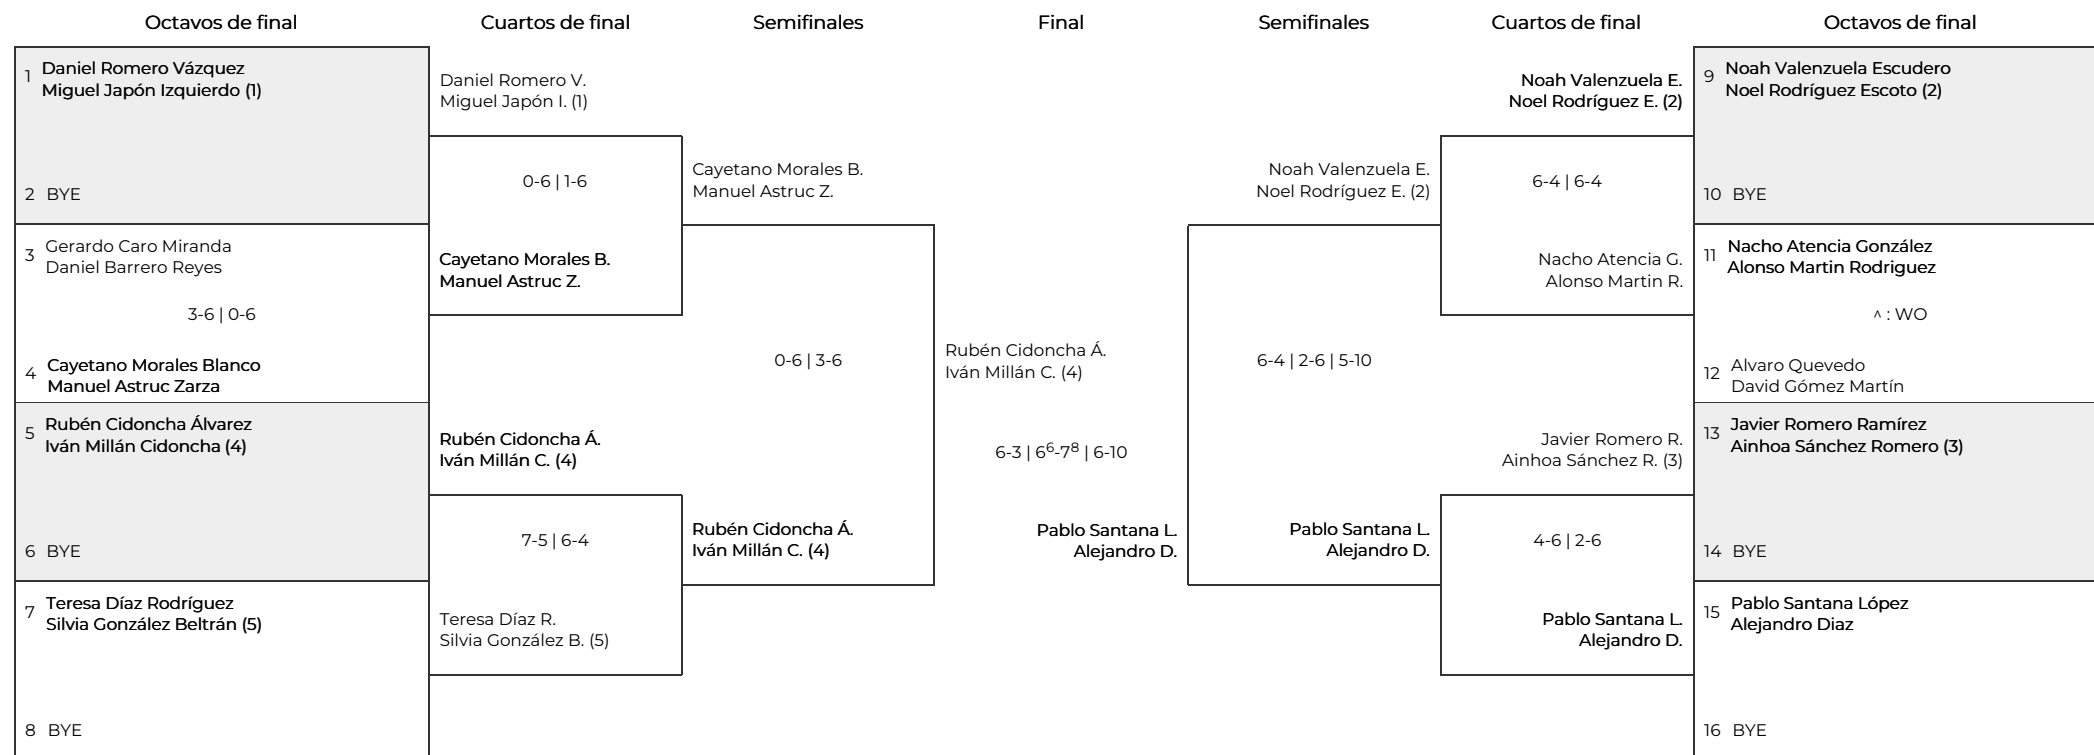 Octavos de final
Cuartos de final
Semifinales
Final
Semifinales
Cuartos de final
Octavos de final
1 Daniel Romero Vázquez
Miguel Japón Izquierdo (1)
2 BYE
3 Gerardo Caro Miranda
Daniel Barrero Reyes
3-6 | 0-6
4 Cayetano Morales Blanco
Manuel Astruc Zarza
5 Rubén Cidoncha Álvarez
Iván Millán Cidoncha (4)
6 BYE
7 Teresa Díaz Rodríguez
Silvia González Beltrán (5)
8 BYE
Daniel Romero V.
Miguel Japón I. (1)
0-6 | 1-6
Cayetano Morales B.
Manuel Astruc Z.
Rubén Cidoncha Á.
Iván Millán C. (4)
7-5 | 6-4
Teresa Díaz R.
Silvia González B. (5)
Cayetano Morales B.
Manuel Astruc Z.
0-6 | 3-6
Rubén Cidoncha Á.
Iván Millán C. (4)
Rubén Cidoncha Á.
Iván Millán C. (4)
6-3 | 6⁶-7⁸ | 6-10
Pablo Santana L.
Alejandro D.
Noah Valenzuela E.
Noel Rodríguez E. (2)
6-4 | 2-6 | 5-10
Pablo Santana L.
Alejandro D.
Noah Valenzuela E.
Noel Rodríguez E. (2)
6-4 | 6-4
Nacho Atencia G.
Alonso Martin R.
Javier Romero R.
Ainhoa Sánchez R. (3)
4-6 | 2-6
Pablo Santana L.
Alejandro D.
9 Noah Valenzuela Escudero
Noel Rodríguez Escoto (2)
10 BYE
11 Nacho Atencia González
Alonso Martin Rodriguez
^ : WO
12 Alvaro Quevedo
David Gómez Martín
13 Javier Romero Ramírez
Ainhoa Sánchez Romero (3)
14 BYE
15 Pablo Santana López
Alejandro Diaz
16 BYE